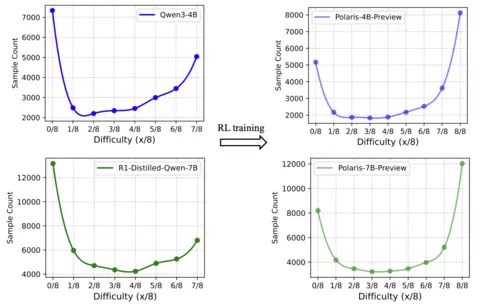 Qwen3-4B
7000
6000
5000
4000
3000
2000
Sample Count
0/8 1/8 2/8 3/8 4/8 5/8 6/8 7/8
Difficulty (x/8)
RL training
Polaris-4B-Preview
8000
7000
6000
5000
4000
3000
2000
Sample Count
0/8 1/8 2/8 3/8 4/8 5/8 6/8 7/8 8/8
Difficulty (x/8)
R1-Distilled-Qwen-7B
12000
10000
8000
6000
4000
Sample Count
0/8 1/8 2/8 3/8 4/8 5/8 6/8 7/8
Difficulty (x/8)
Polaris-7B-Preview
12000
10000
8000
6000
4000
Sample Count
0/8 1/8 2/8 3/8 4/8 5/8 6/8 7/8 8/8
Difficulty (x/8)